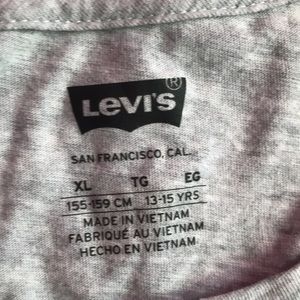 LEVI'S®
SAN FRANCISCO, CAL.
XL TG EG
155-159 CM 13-15 YRS
MADE IN VIETNAM
FABRIQUÉ AU VIETNAM
HECHO EN VIETNAM